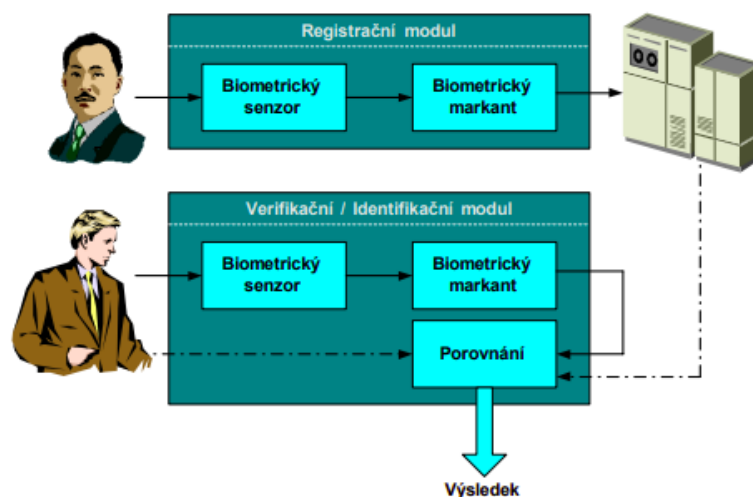 Registrační modul
Biometrický
senzor
Biometrický
markant
Verifikační / Identifikační modul
Biometrický
senzor
Biometrický
markant
Porovnání
Výsledek